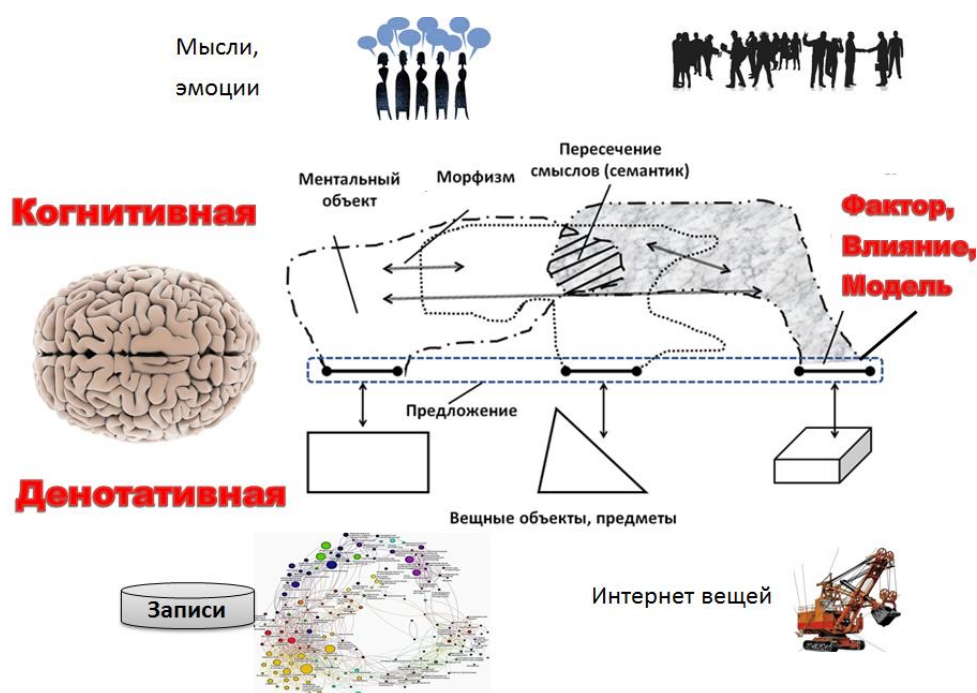 Мысли,
эмоции
Пересечение
смыслов (семантик)
Ментальный
объект
Морфизм
Когнитивная
Фактор,
Влияние,
Модель
Предложение
Денотативная
Вещные объекты, предметы
Записи
Интернет вещей